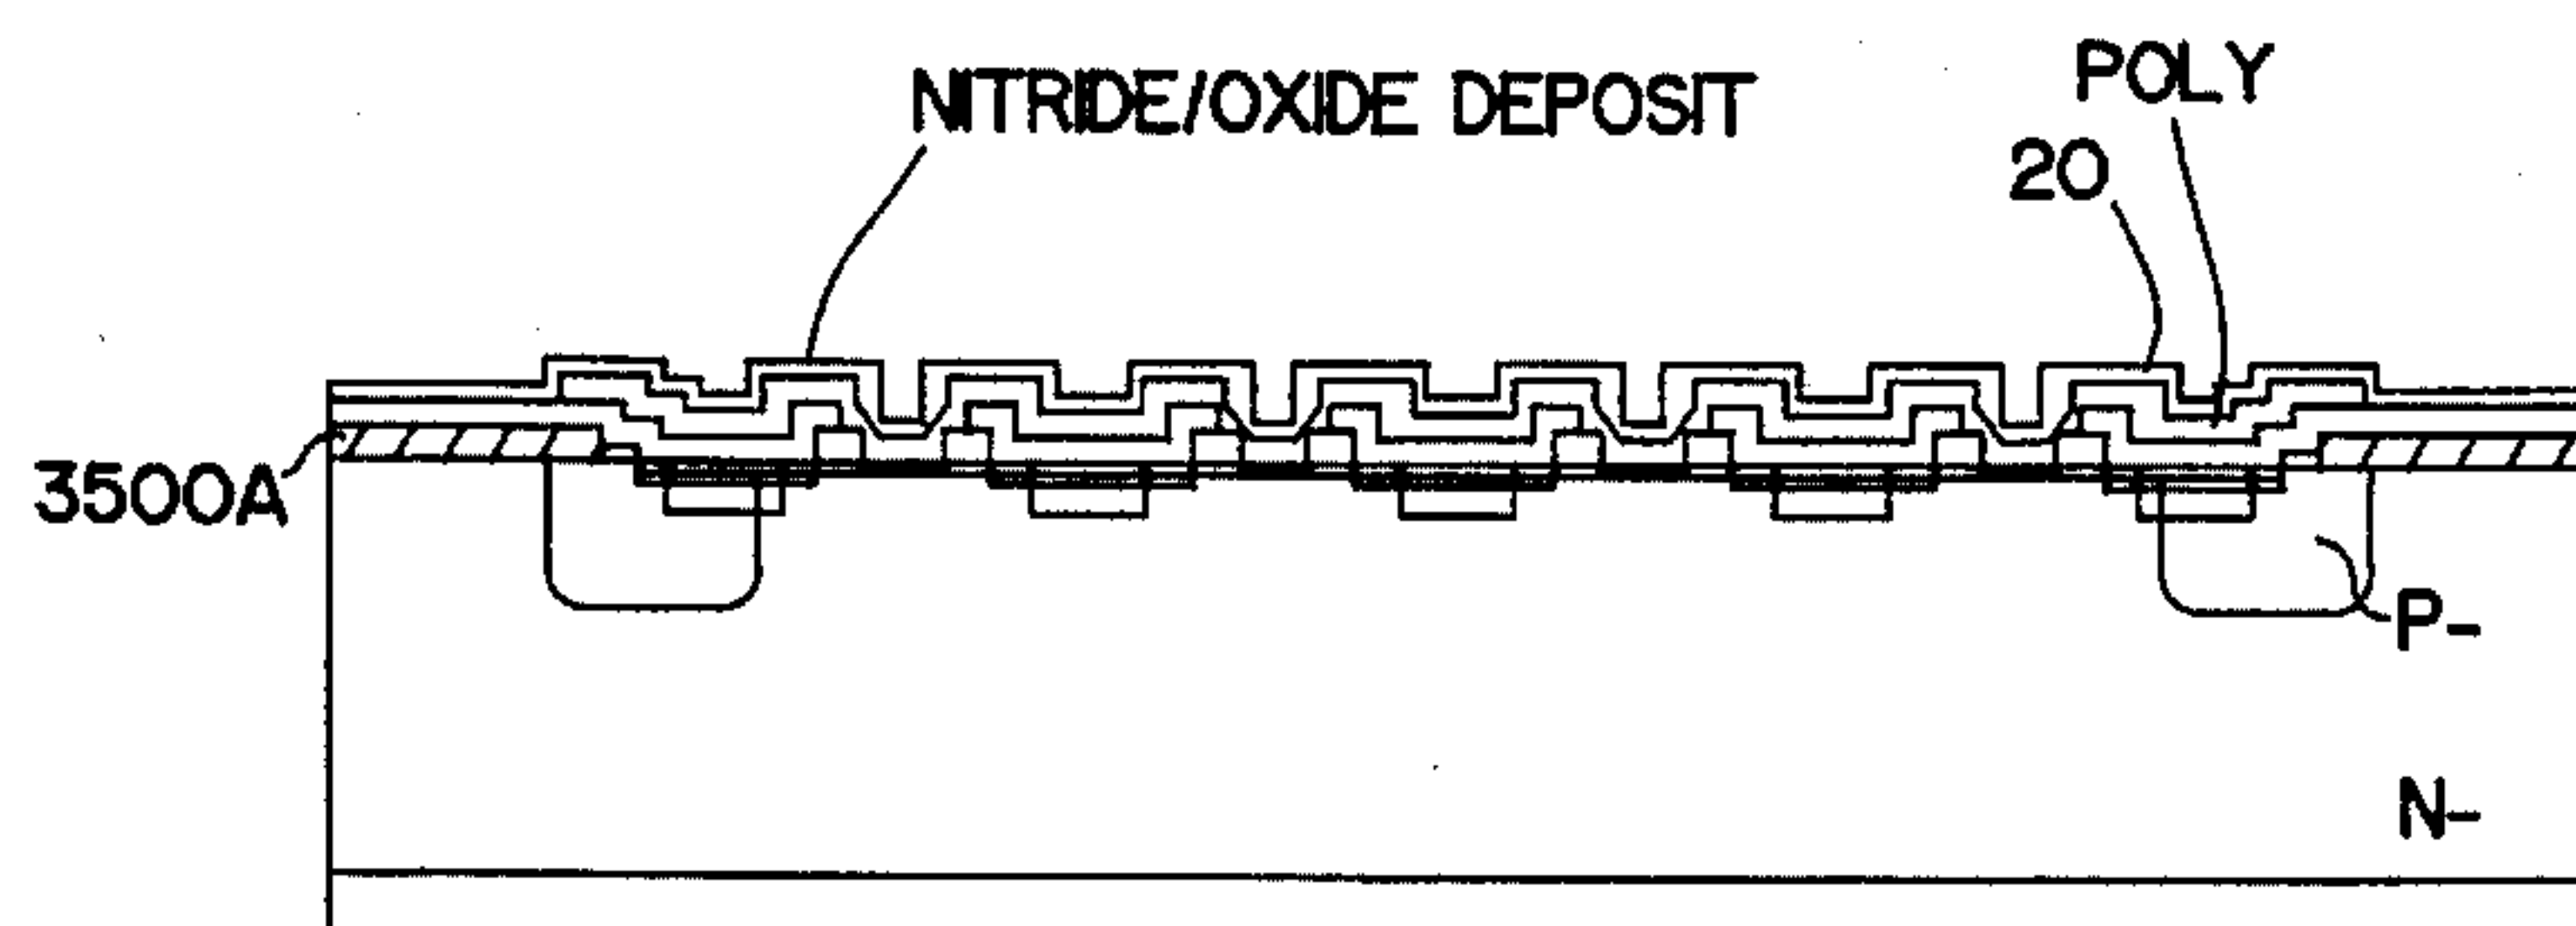 NITRIDE/OXIDE DEPOSIT
POLY
20
3500A
P-
N-